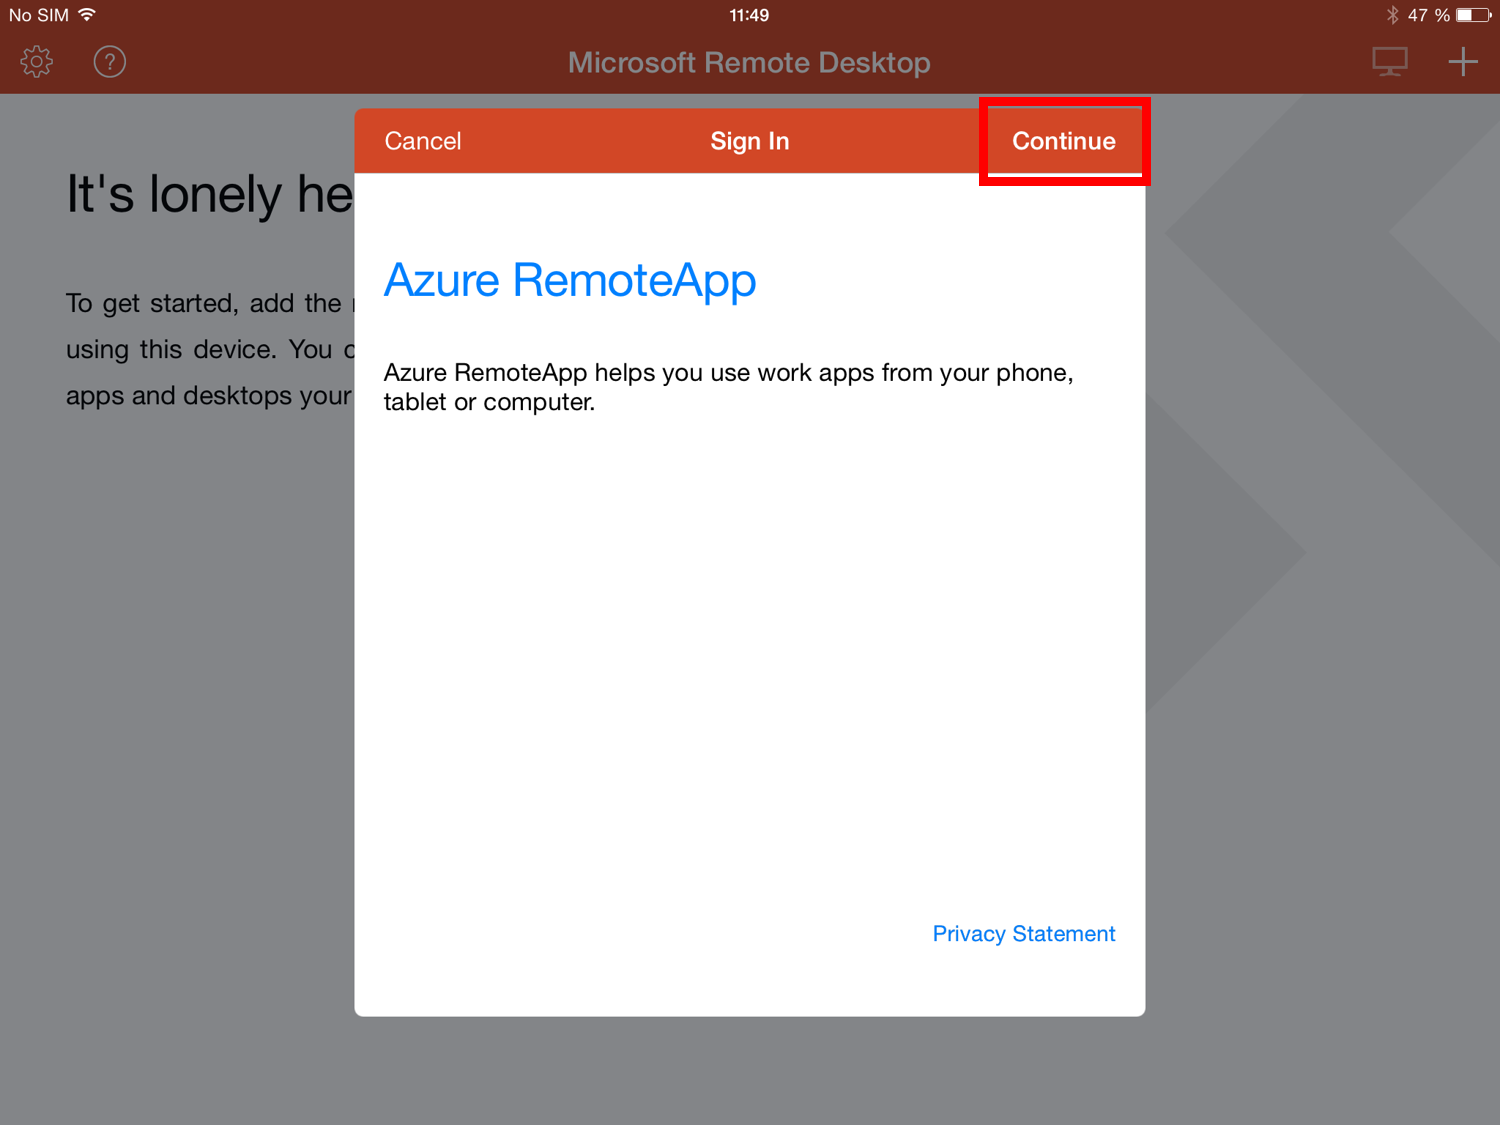 No SIM 11:49 47 %
? Microsoft Remote Desktop
Cancel Sign In Continue
It's lonely he
To get started, add the
using this device. You
apps and desktops your
Azure RemoteApp
Azure RemoteApp helps you use work apps from your phone,
tablet or computer.
Privacy Statement